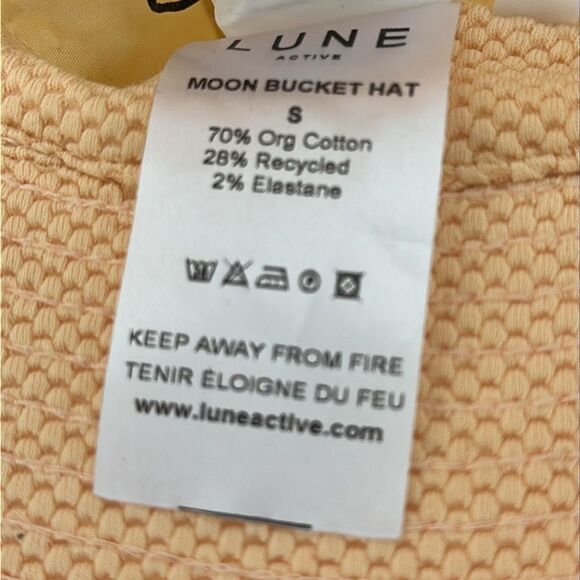 LUNE
ACTIVE
MOON BUCKET HAT
S
70% Org Cotton
28% Recycled
2% Elastane
KEEP AWAY FROM FIRE
TENIR ÉLOIGNE DU FEU
www.luneactive.com